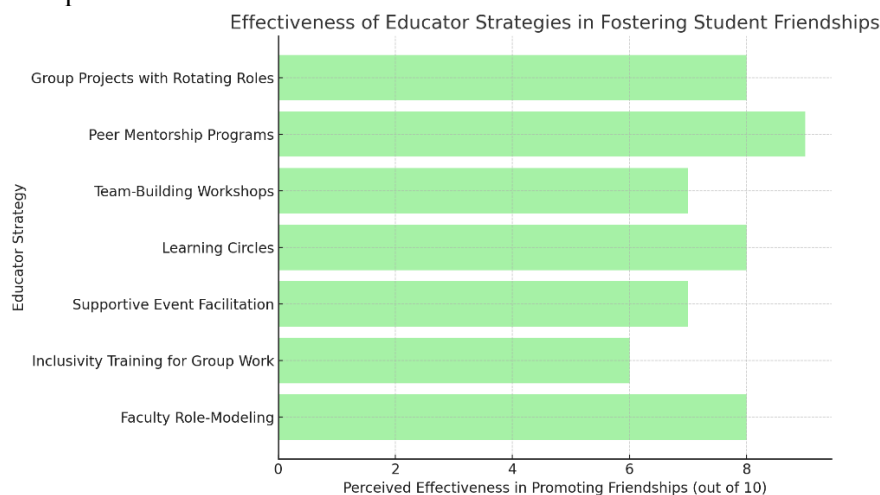 Effectiveness of Educator Strategies in Fostering Student Friendships
Group Projects with Rotating Roles
Peer Mentorship Programs
Team-Building Workshops
Learning Circles
Supportive Event Facilitation
Inclusivity Training for Group Work
Faculty Role-Modeling
Educator Strategy
0 2 4 6 8
Perceived Effectiveness in Promoting Friendships (out of 10)